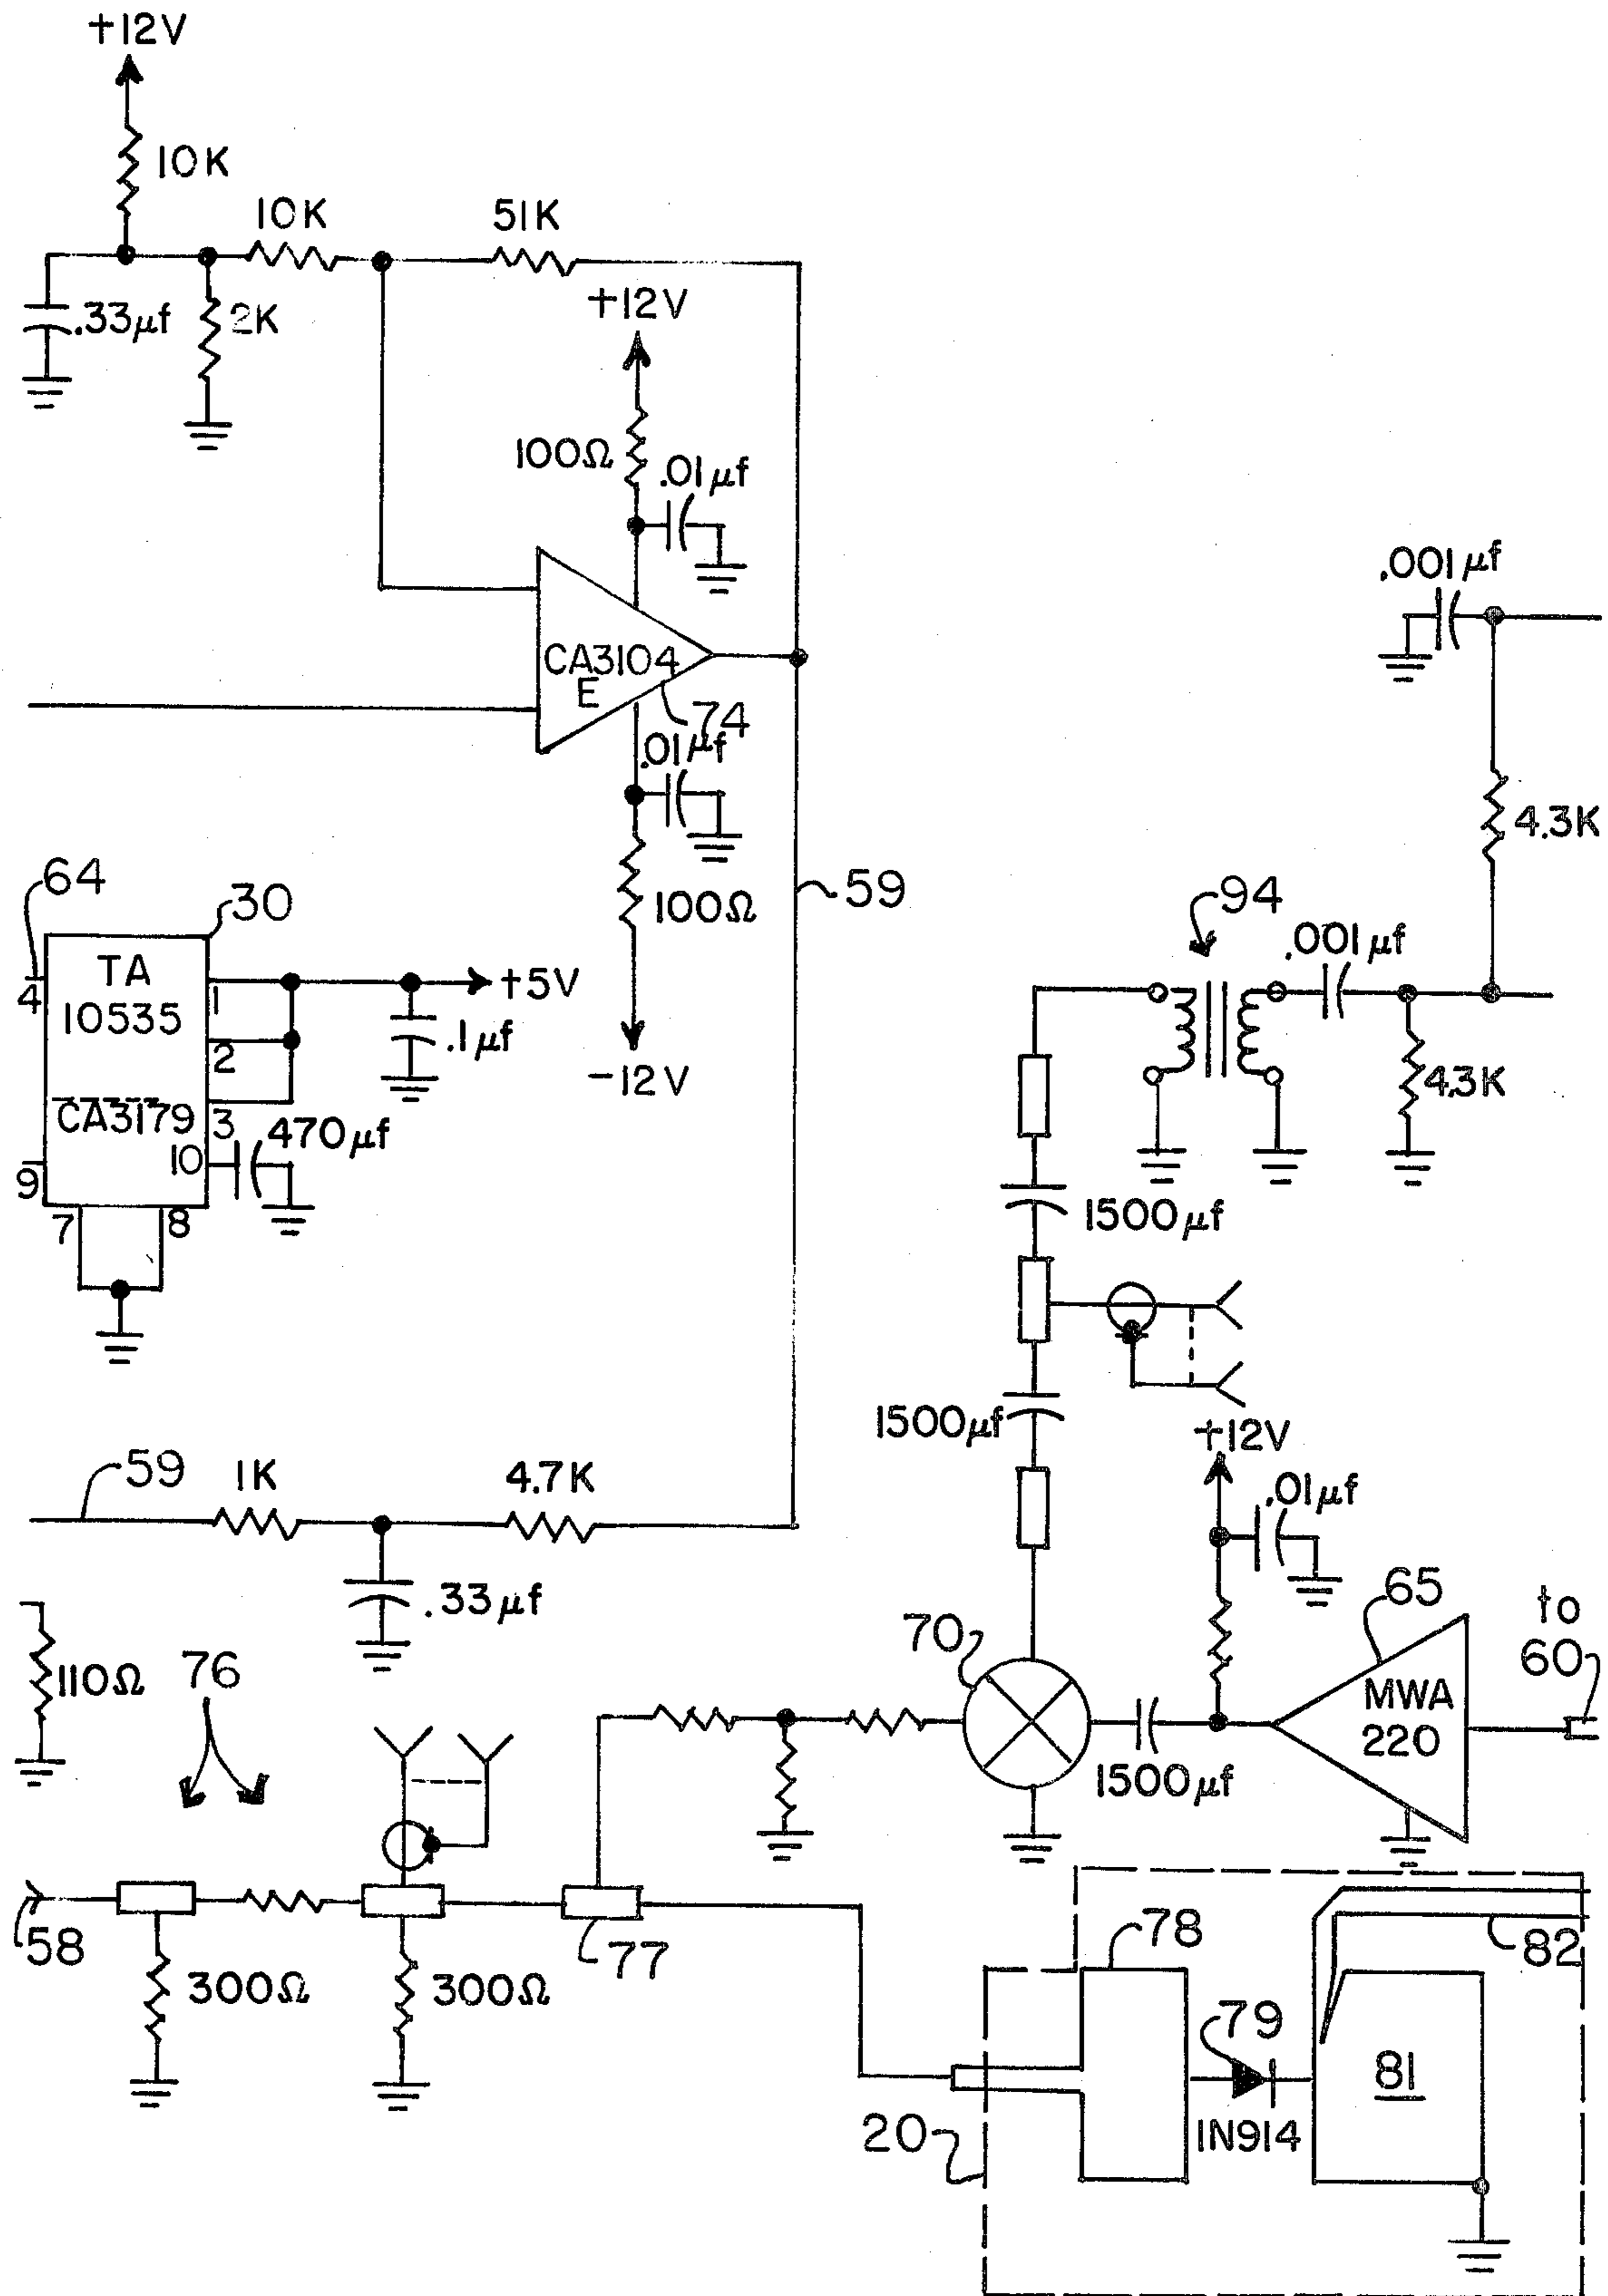 +12V
10K
10K
51K
.33µf
2K
+12V
100Ω
.01µf
CA3104
E
74
.01µf
100Ω
-12V
59
.001µf
4.3K
64
30
TA
10535
CA3179
4
9
1
2
3
10
7
8
+5V
.1µf
470µf
94
.001µf
4.3K
1500µf
1500µf
+12V
.01µf
59
1K
4.7K
.33µf
110Ω
76
70
65
MWA
220
to
60
1500µf
58
300Ω
300Ω
77
78
79
1N914
81
82
20